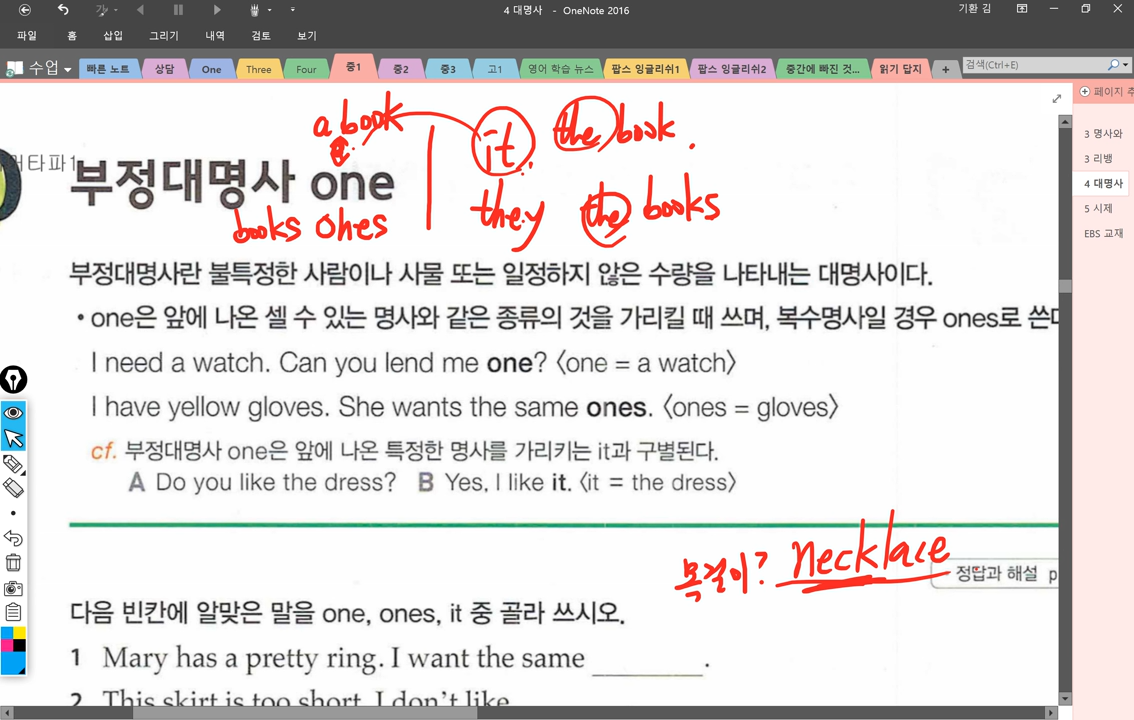 4 대명사 - OneNote 2016
기환 김
파일 홈 삽입 그리기 내역 검토 보기
수업 빠른 노트 상담 One Three Four 중1 중2 중3 고1 영어 학습 뉴스 팝스 잉글리쉬1 팝스 잉글리쉬2 중간에 빠진 것... 읽기 답지 + 검색(Ctrl+E)
페이지 추
3 명사와
3 리뱅
4 대명사
5 시제
EBS 교재
a book it the book.
books ones they the books
부정대명사 one
부정대명사란 불특정한 사람이나 사물 또는 일정하지 않은 수량을 나타내는 대명사이다.
• one은 앞에 나온 셀 수 있는 명사와 같은 종류의 것을 가리킬 때 쓰며, 복수명사일 경우 ones로 쓴다
I need a watch. Can you lend me one? 〈one = a watch〉
I have yellow gloves. She wants the same ones. 〈ones = gloves〉
cf. 부정대명사 one은 앞에 나온 특정한 명사를 가리키는 it과 구별된다.
A Do you like the dress? B Yes, I like it. 〈it = the dress〉
목걸이? necklace
정답과 해설 p
다음 빈칸에 알맞은 말을 one, ones, it 중 골라 쓰시오.
1 Mary has a pretty ring. I want the same ________.
2 This skirt is too short. I don't like